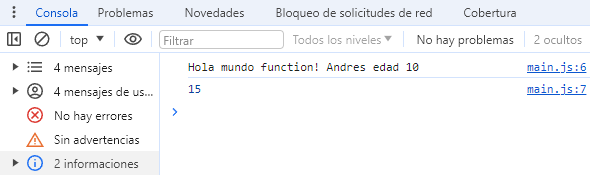 Consola Problemas Novedades Bloqueo de solicitudes de red Cobertura
top Filtrar Todos los niveles No hay problemas 2 ocultos
4 mensajes
4 mensajes de us...
No hay errores
Sin advertencias
2 informaciones
Hola mundo function! Andres edad 10 main.js:6
15 main.js:7